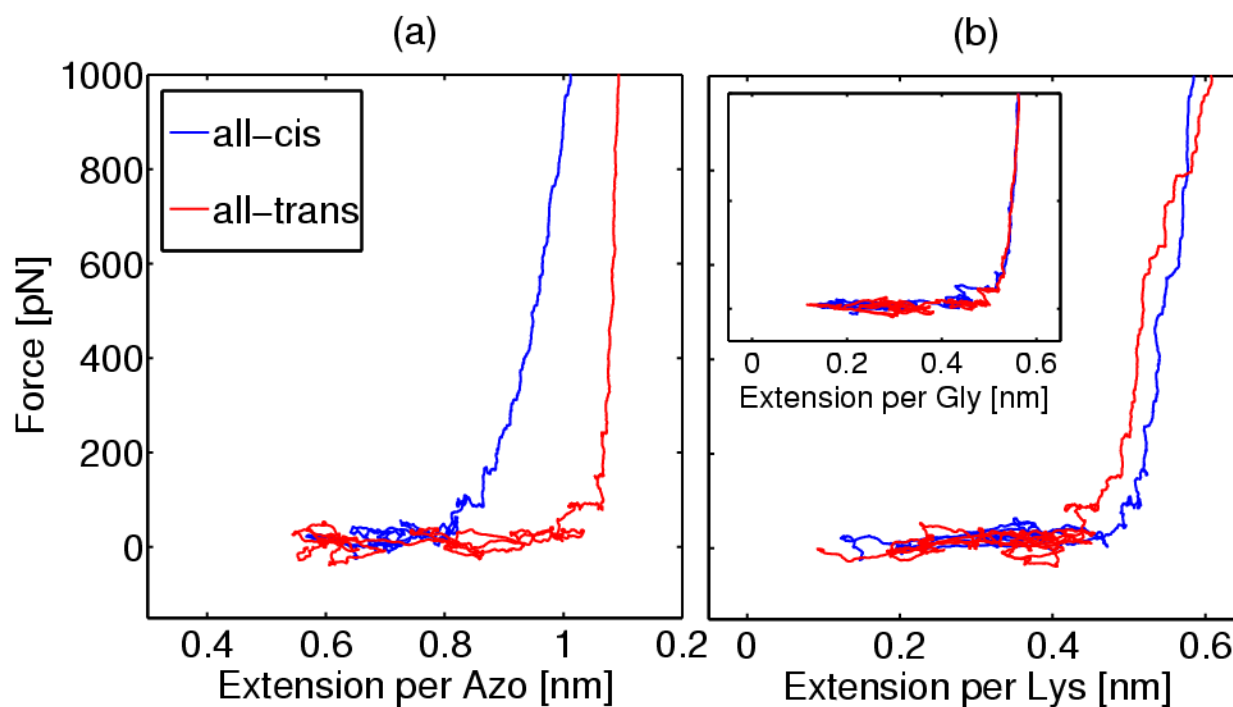 (a) (b)
1000
800
600
400
200
0
Force [pN]
all-cis
all-trans
0.4 0.6 0.8 1 0.2
Extension per Azo [nm]
0 0.2 0.4 0.6
Extension per Gly [nm]
0 0.2 0.4 0.6
Extension per Lys [nm]